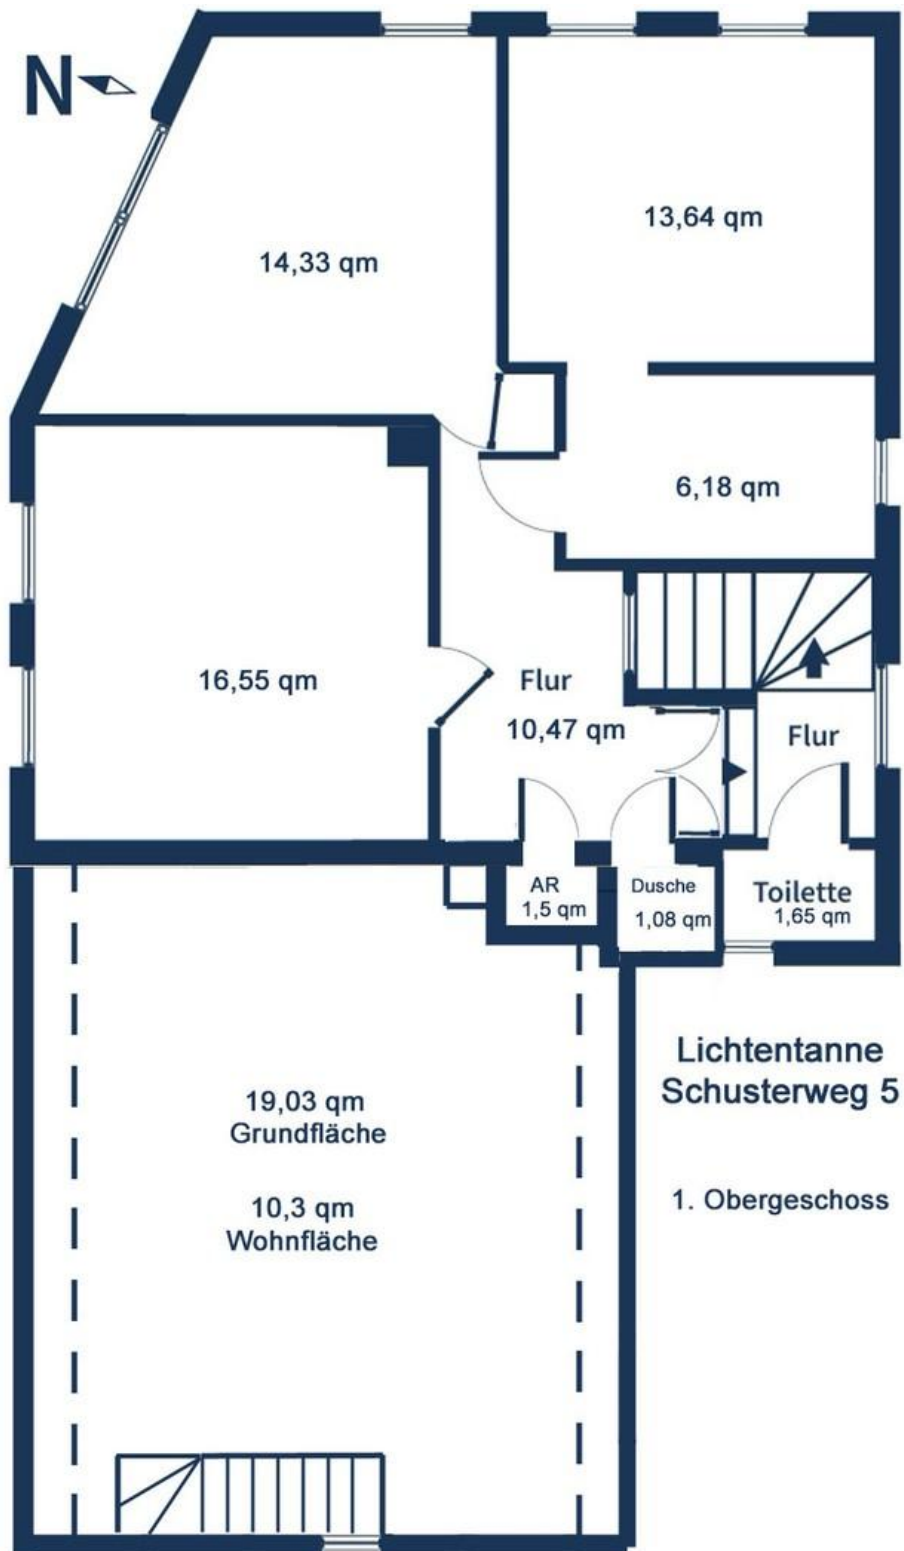 N
13,64 qm
14,33 qm
6,18 qm
16,55 qm
Flur
10,47 qm
Flur
AR
1,5 qm
Dusche
1,08 qm
Toilette
1,65 qm
Lichtentanne
Schusterweg 5
19,03 qm
Grundfläche
10,3 qm
Wohnfläche
1. Obergeschoss